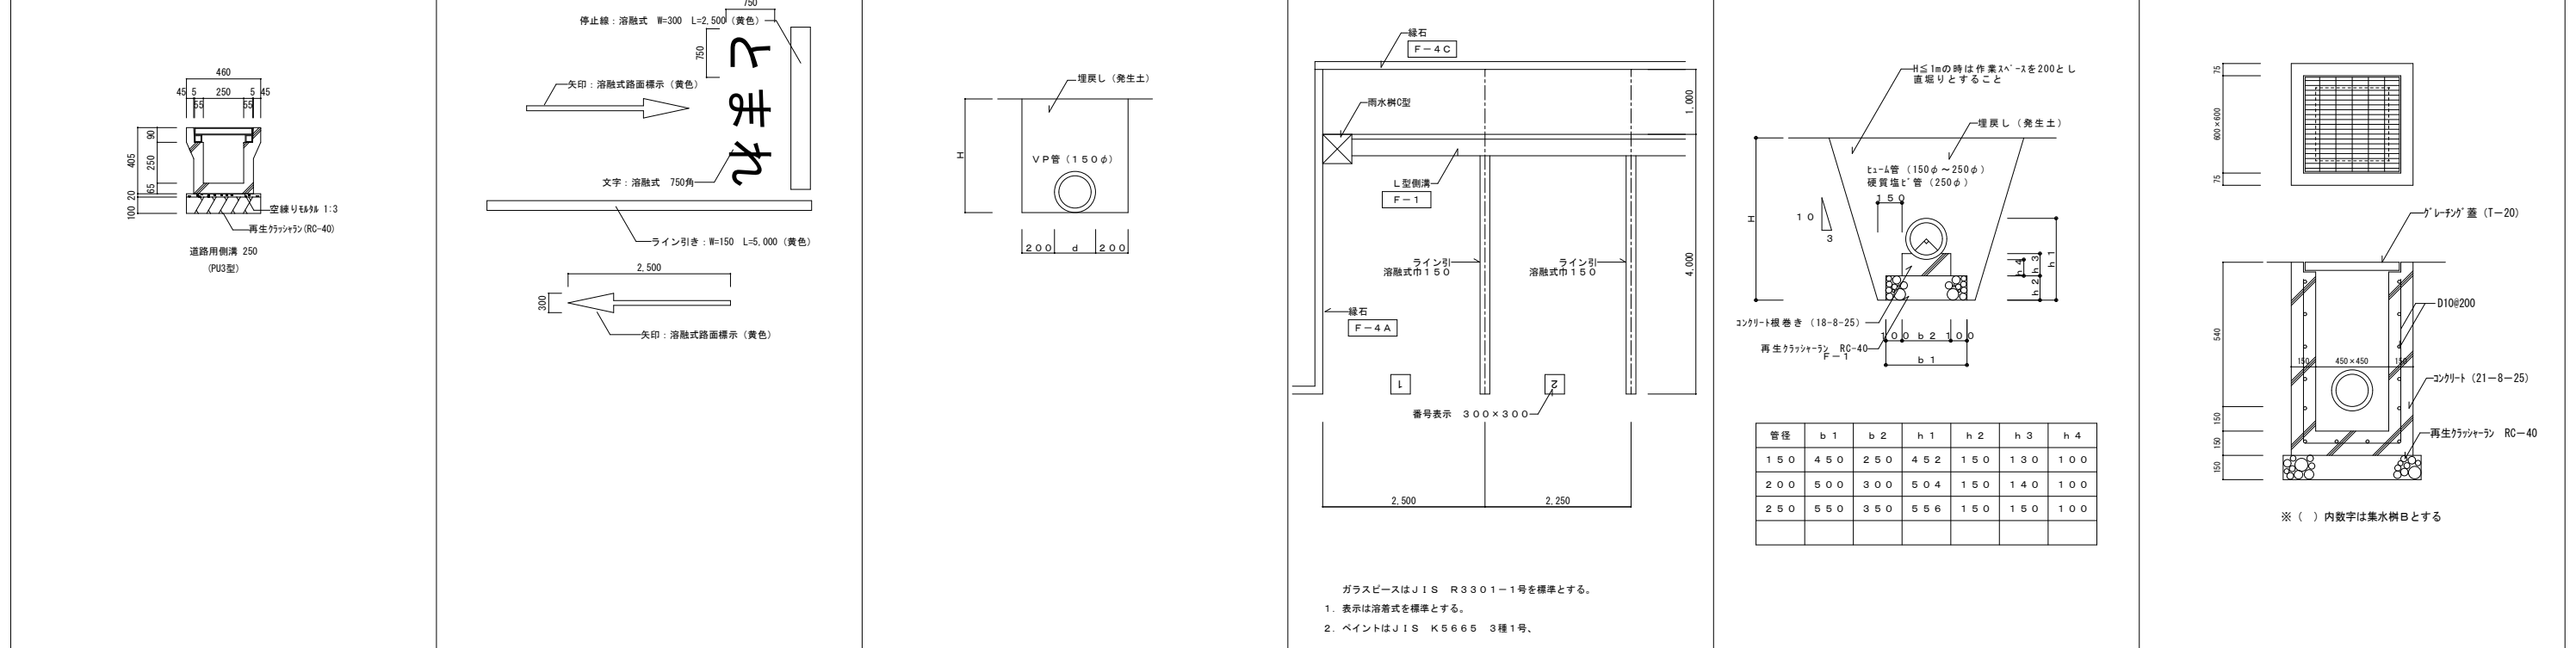 460
45 5 250 5 45
55 55
90
405
250
65
20
100
空練りﾓﾙﾀﾙ 1:3
再生ｸﾗｯｼｬﾗﾝ(RC-40)
道路用側溝 250
(PU3型)
750
停止線：溶融式 W=300 L=2,500（黄色）
750
とまれ
矢印：溶融式路面標示（黄色）
文字：溶融式 750角
ライン引き：W=150 L=5,000（黄色）
2,500
300
矢印：溶融式路面標示（黄色）
埋戻し（発生土）
H
ＶＰ管（１５０φ）
２００ ｄ ２００
縁石
Ｆ－４Ｃ
雨水桝C型
1,000
Ｌ型側溝
Ｆ－１
ライン引
溶融式巾１５０
ライン引
溶融式巾１５０
4,000
縁石
Ｆ－４Ａ
1
2
番号表示 ３００×３００
2,500
2,250
ガラスビースはＪＩＳ Ｒ３３０１－１号を標準とする。
１．表示は溶着式を標準とする。
２．ペイントはＪＩＳ Ｋ５６６５ ３種１号、
H≦1mの時は作業ｽﾍﾟｰｽを200とし
直堀りとすること
埋戻し（発生土）
H
ﾋｭｰﾑ管（150φ～250φ）
硬質塩ﾋﾞ管（250φ）
１５０
１０
３
ｈ４
ｈ３
ｈ２
ｈ１
ｺﾝｸﾘｰﾄ根巻き（18-8-25）
１００ ｂ２ １００
再生ｸﾗｯｼｬｰﾗﾝ RC-40
Ｆ－１
ｂ１
管径 ｂ１ ｂ２ ｈ１ ｈ２ ｈ３ ｈ４
１５０ ４５０ ２５０ ４５２ １５０ １３０ １００
２００ ５００ ３００ ５０４ １５０ １４０ １００
２５０ ５５０ ３５０ ５５６ １５０ １５０ １００
75
600×600
75
ｸﾞﾚｰﾁﾝｸﾞ蓋（T－20）
D10@200
540
150 450×450 150
ｺﾝｸﾘｰﾄ（21－8－25）
150
再生ｸﾗｯｼｬｰﾗﾝ RC－40
150
150
※（ ）内数字は集水桝Ｂとする